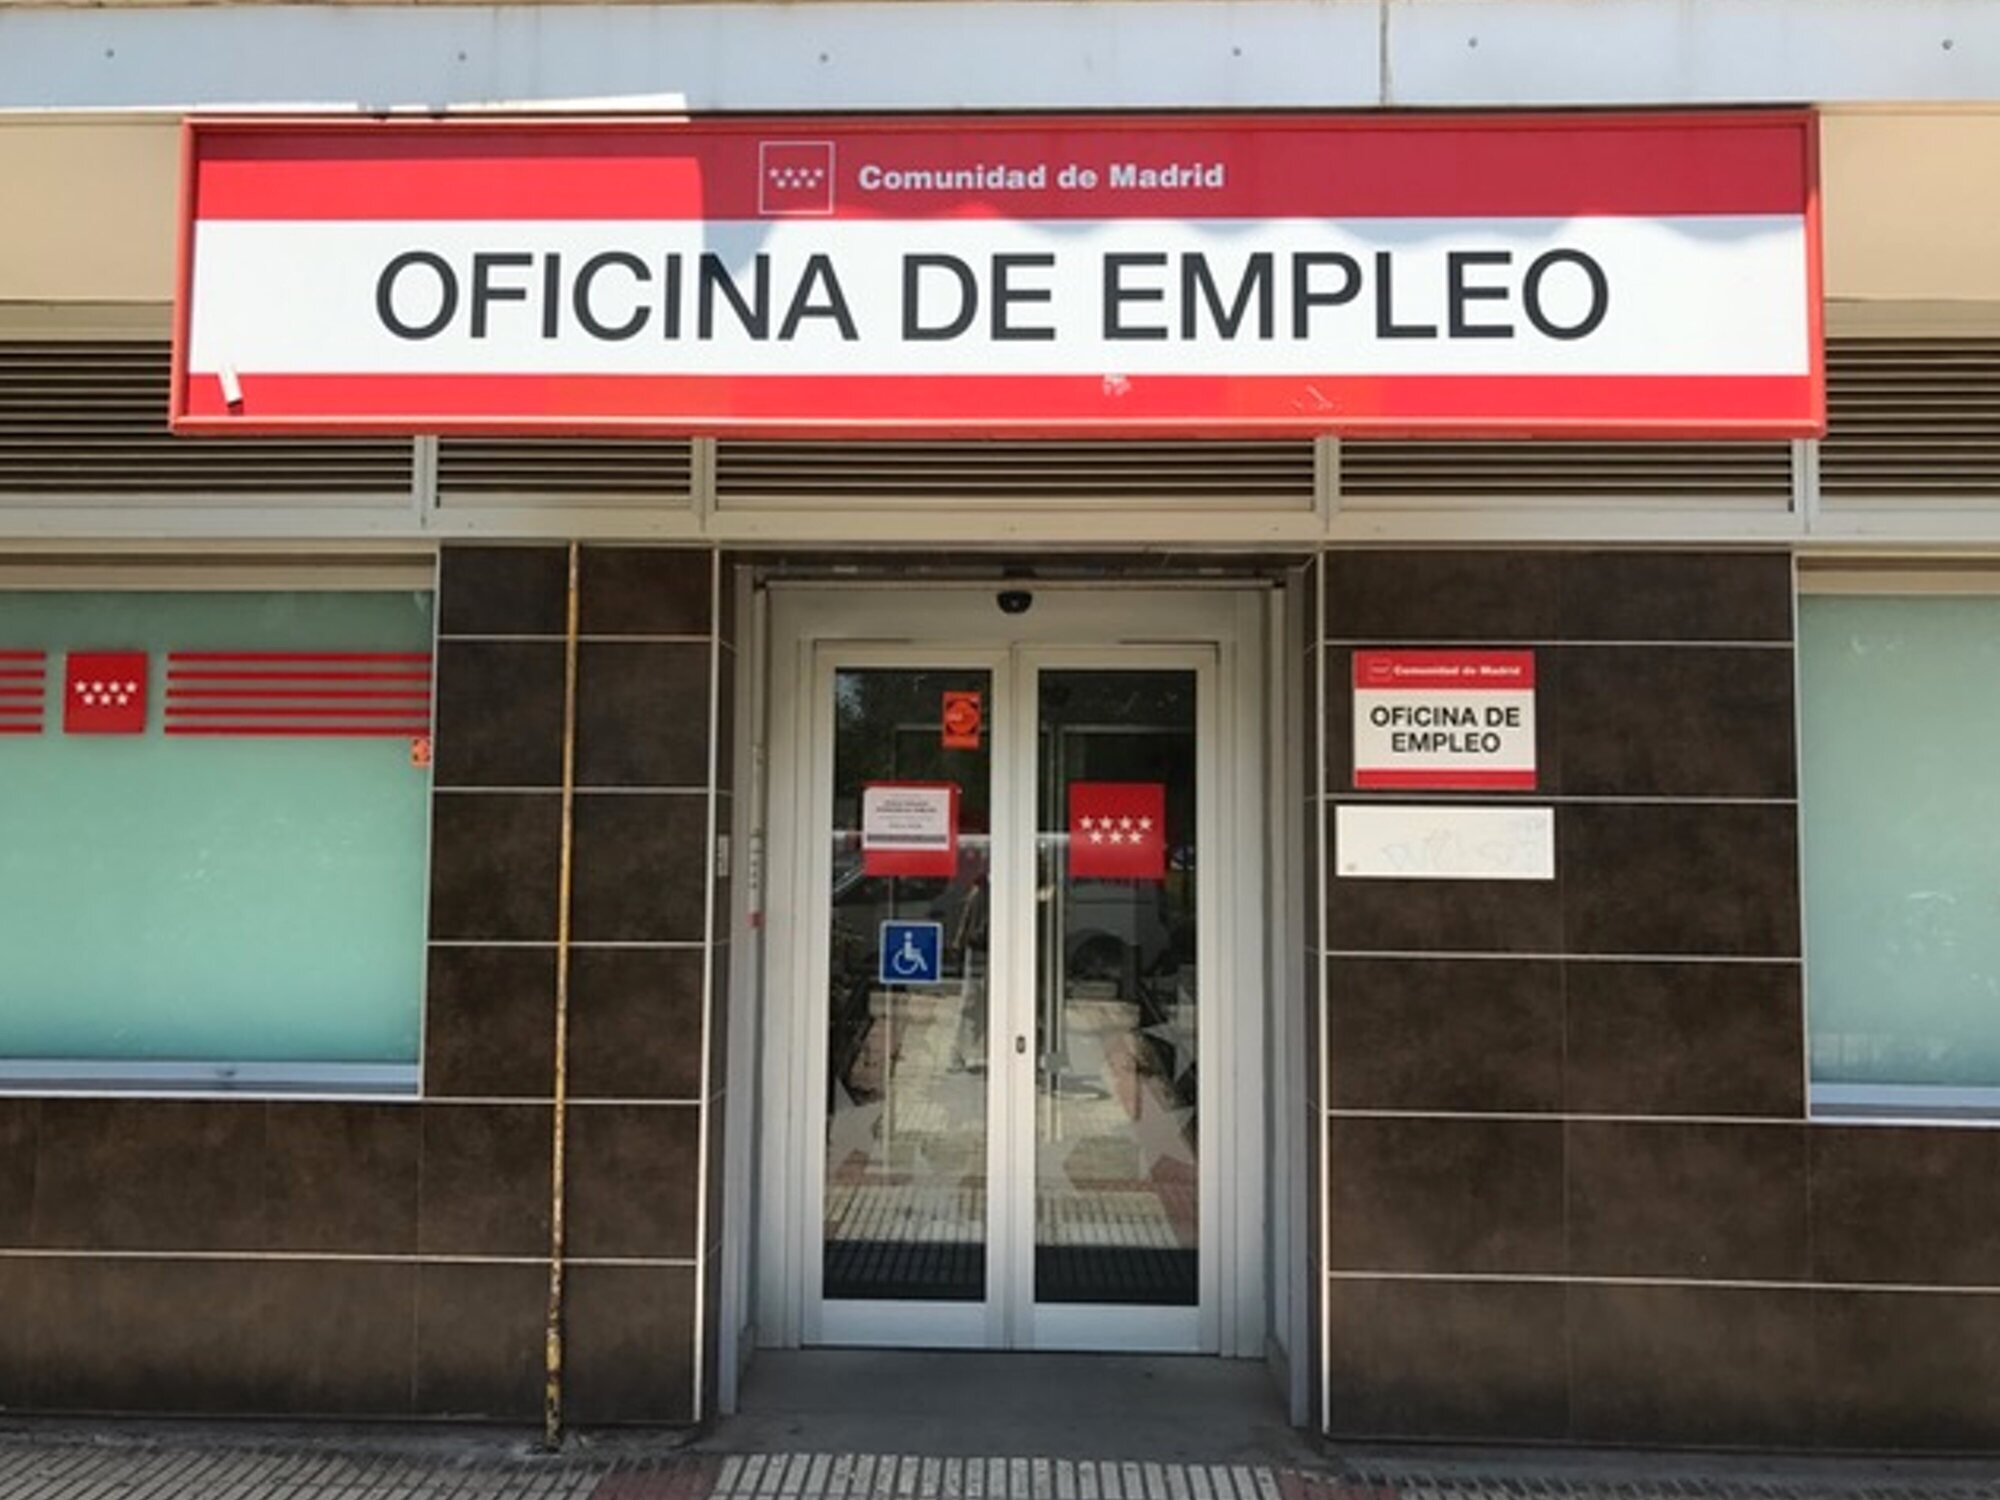 Comunidad de Madrid
OFICINA DE EMPLEO
Comunidad de Madrid
OFiCINA DE
EMPLEO